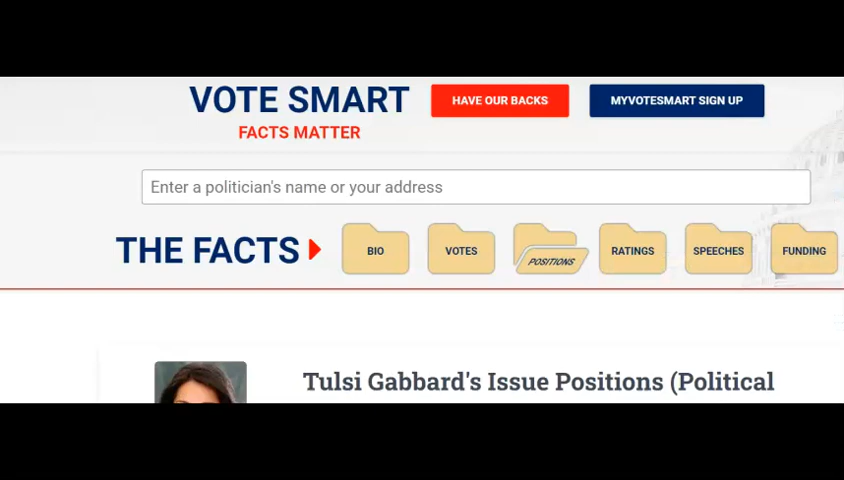 VOTE SMART
FACTS MATTER
HAVE OUR BACKS
MYVOTESMART SIGN UP
Enter a politician's name or your address
THE FACTS
BIO
VOTES
POSITIONS
RATINGS
SPEECHES
FUNDING
Tulsi Gabbard's Issue Positions (Political